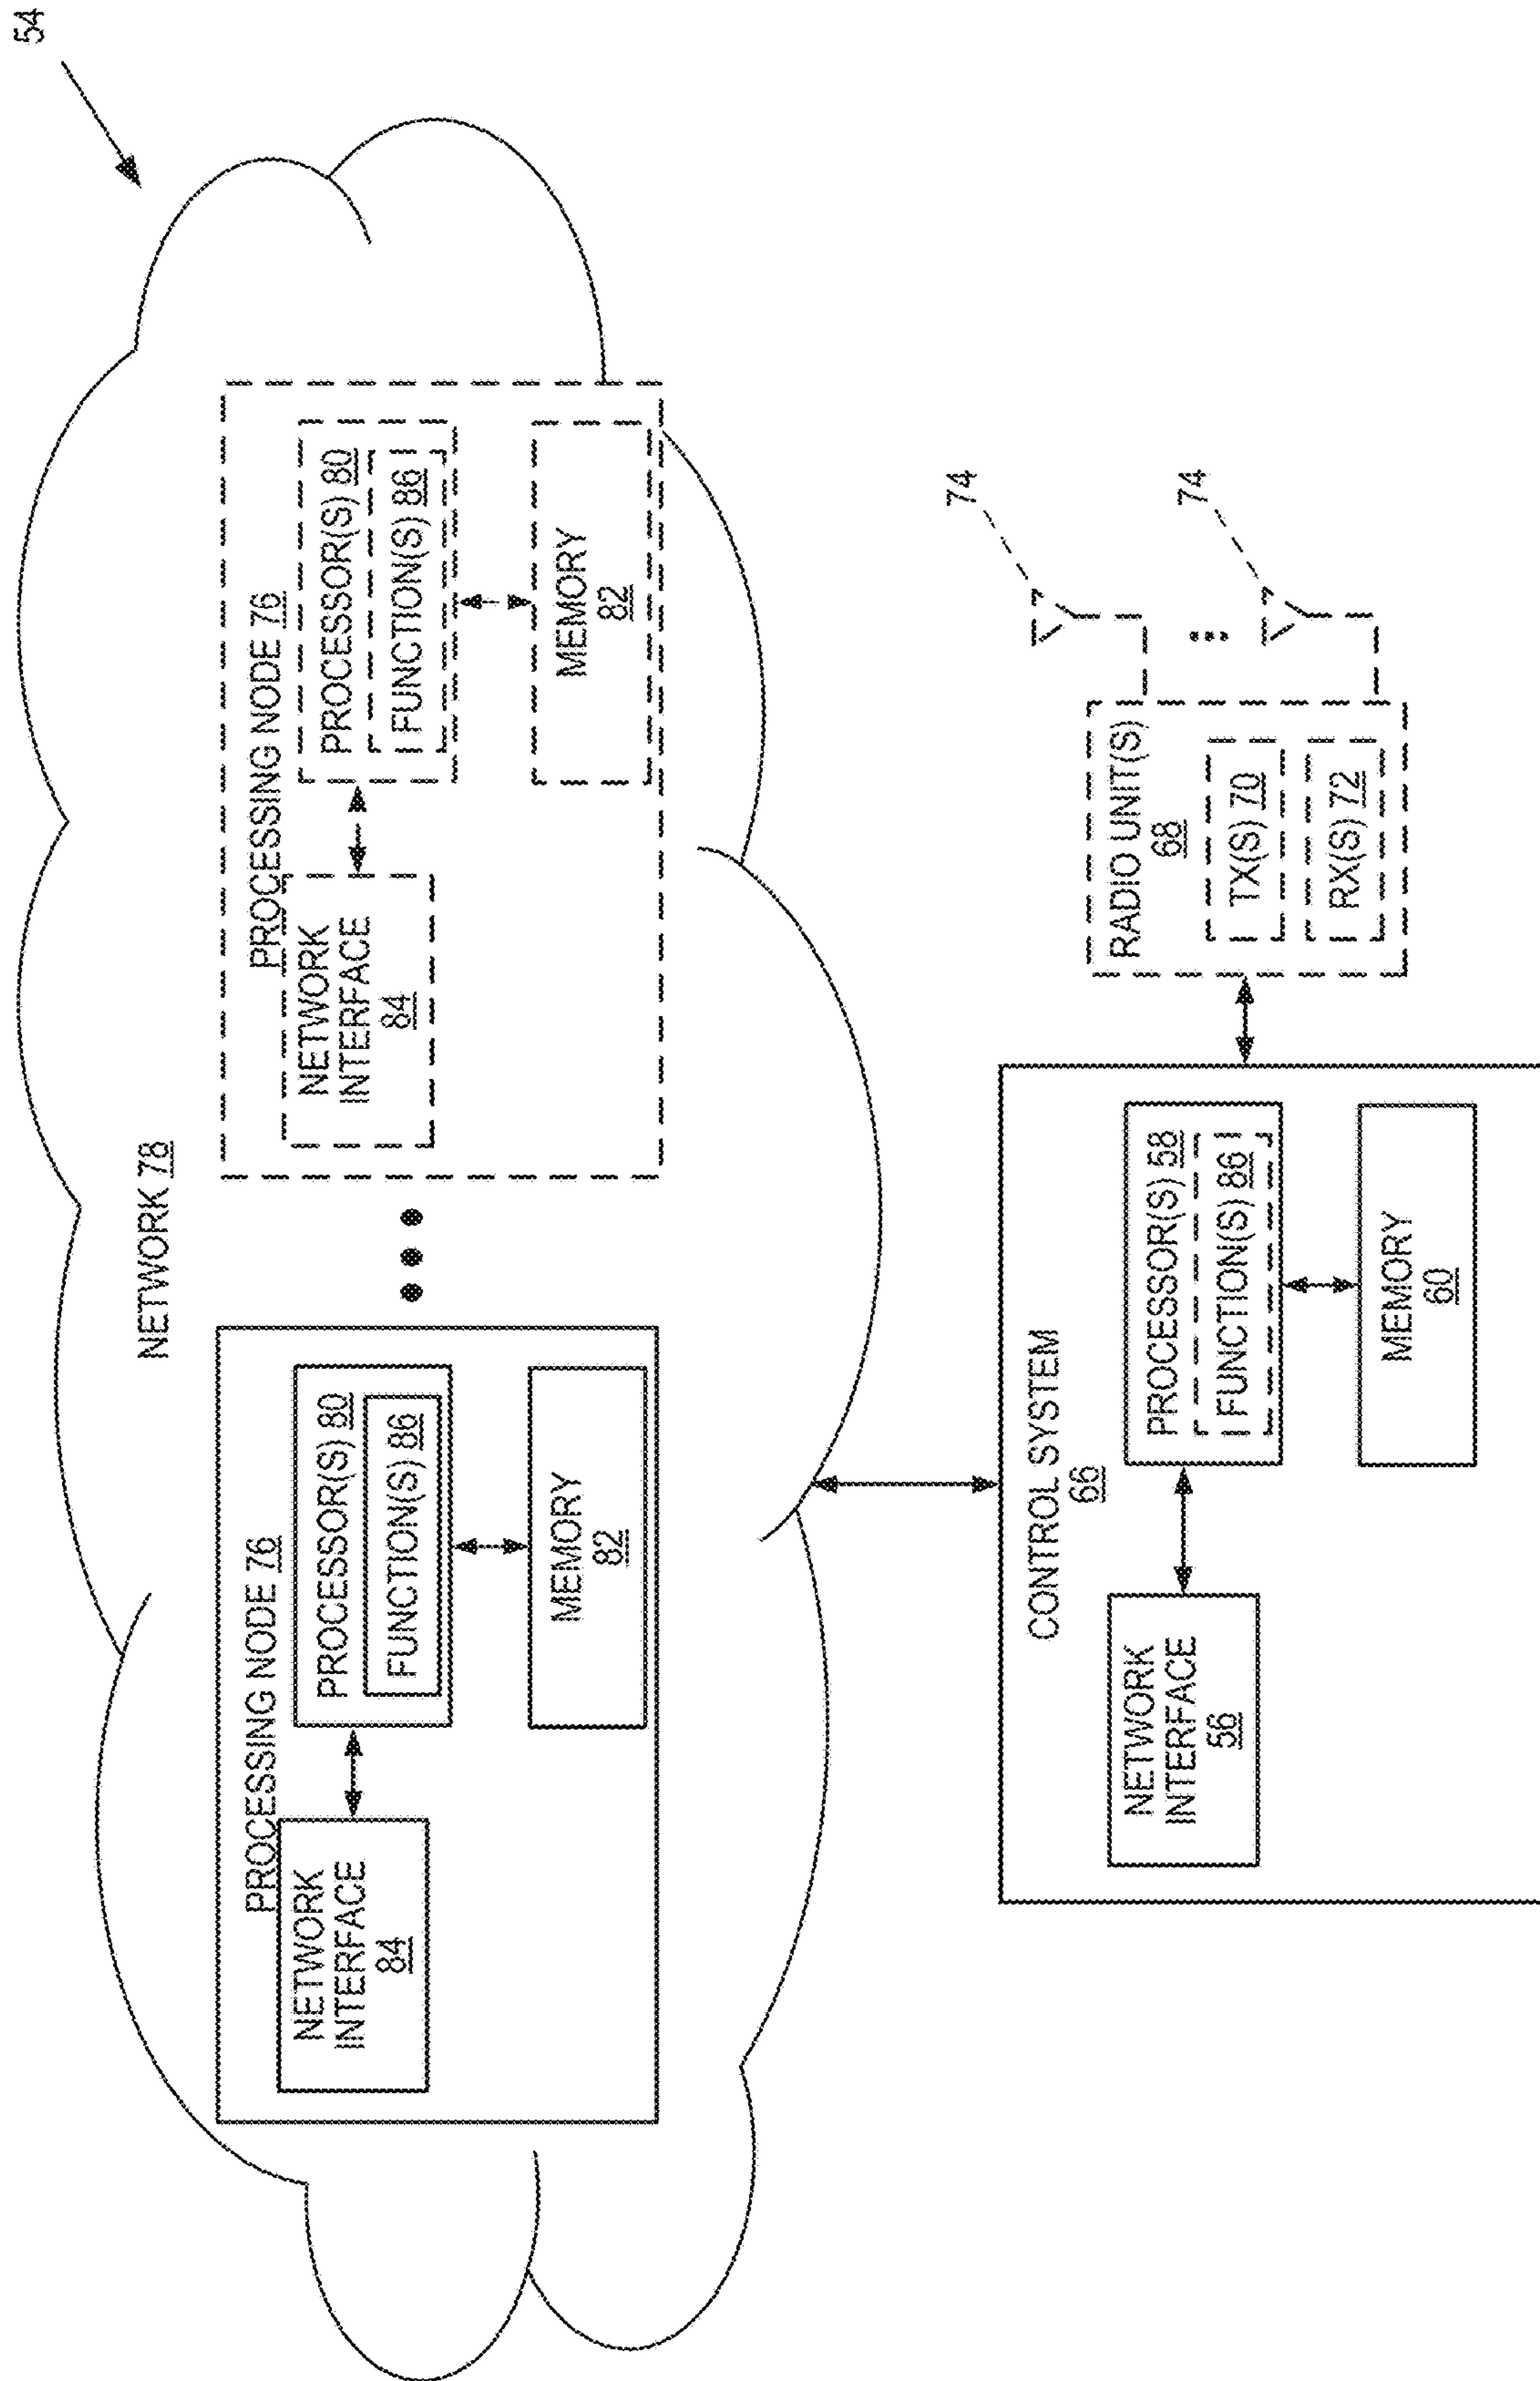 54
NETWORK 78
PROCESSING NODE 76
NETWORK
INTERFACE
84
PROCESSOR(S) 80
FUNCTION(S) 86
MEMORY
82
PROCESSING NODE 76
NETWORK
INTERFACE
84
PROCESSOR(S) 80
FUNCTION(S) 86
MEMORY
82
CONTROL SYSTEM
66
NETWORK
INTERFACE
56
PROCESSOR(S) 58
FUNCTION(S) 86
MEMORY
60
RADIO UNIT(S)
68
TX(S) 70
RX(S) 72
74
74